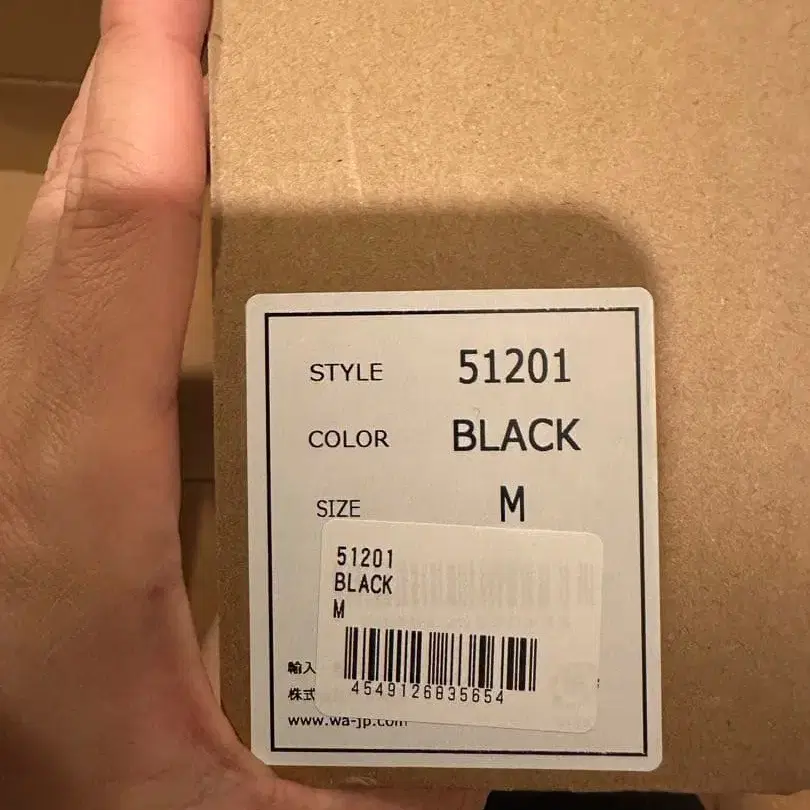 STYLE 51201
COLOR BLACK
SIZE M
51201
BLACK
M
4549126835654
輸入
株式
www.wa-jp.com